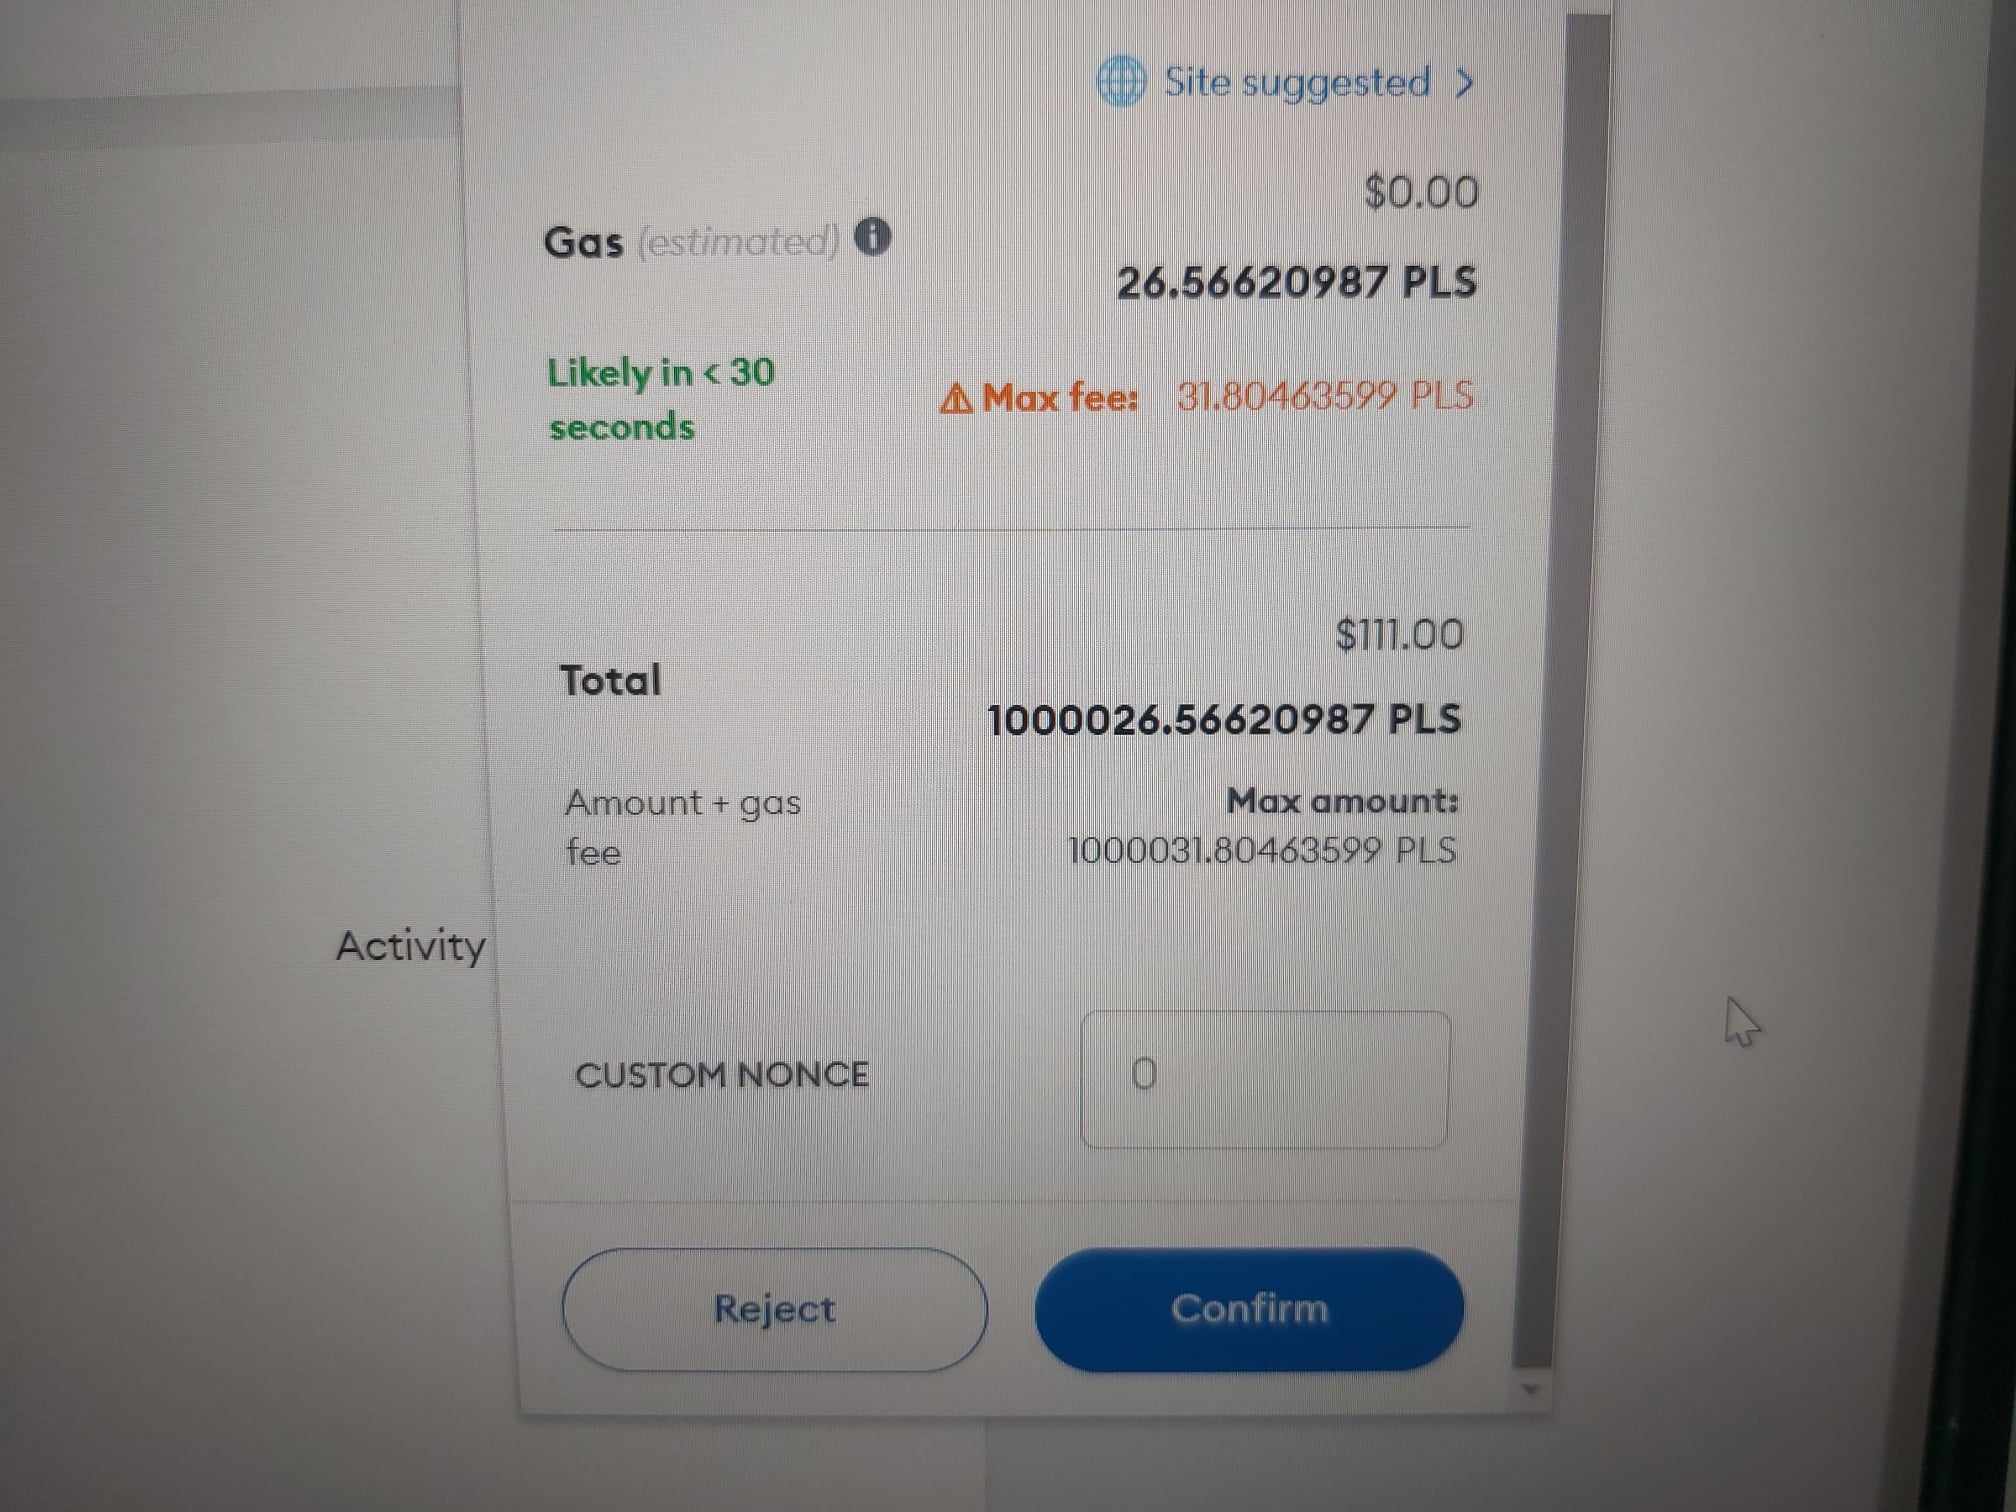 Site suggested >
$0.00
Gas (estimated) i
26.56620987 PLS
Likely in < 30
seconds
Max fee: 31.80463599 PLS
$111.00
Total
1000026.56620987 PLS
Amount + gas
fee
Max amount:
1000031.80463599 PLS
Activity
CUSTOM NONCE
0
Reject
Confirm